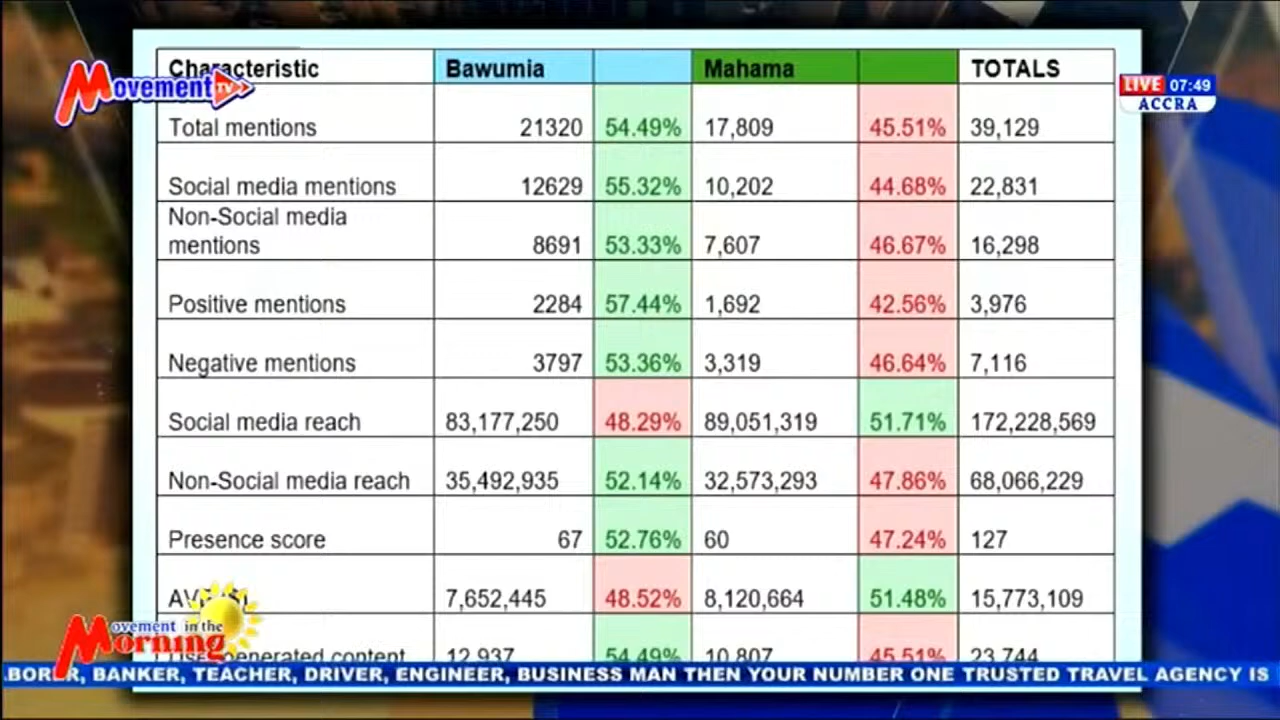 Characteristic Bawumia Mahama TOTALS
Movement TV
LIVE 07:49
ACCRA
Total mentions 21320 54.49% 17,809 45.51% 39,129
Social media mentions 12629 55.32% 10,202 44.68% 22,831
Non-Social media
mentions 8691 53.33% 7,607 46.67% 16,298
Positive mentions 2284 57.44% 1,692 42.56% 3,976
Negative mentions 3797 53.36% 3,319 46.64% 7,116
Social media reach 83,177,250 48.29% 89,051,319 51.71% 172,228,569
Non-Social media reach 35,492,935 52.14% 32,573,293 47.86% 68,066,229
Presence score 67 52.76% 60 47.24% 127
7,652,445 48.52% 8,120,664 51.48% 15,773,109
Movement in the
Morning
generated content 12,937 54.49% 10,807 45.51% 23,744
BORER, BANKER, TEACHER, DRIVER, ENGINEER, BUSINESS MAN THEN YOUR NUMBER ONE TRUSTED TRAVEL AGENCY IS